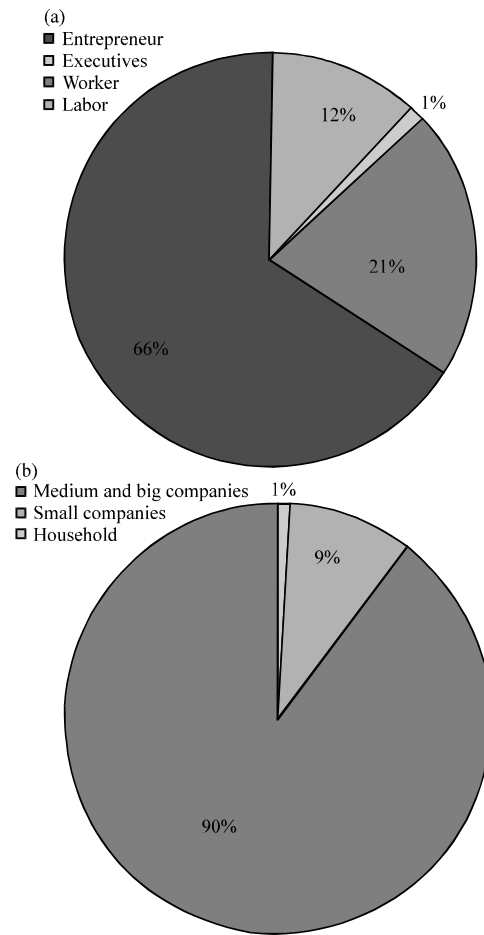 (a)
Entrepreneur
Executives
Worker
Labor
12%
1%
21%
66%
(b)
Medium and big companies
Small companies
Household
1%
9%
90%